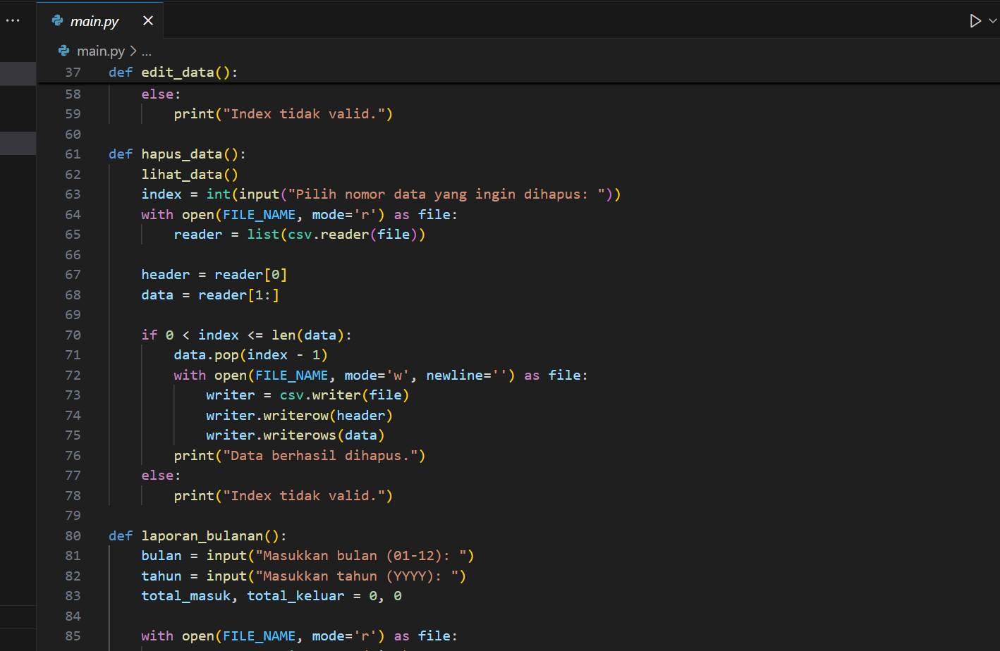 ... main.py
main.py > ...
37 def edit_data():
58     else:
59         print("Index tidak valid.")
60
61 def hapus_data():
62     lihat_data()
63     index = int(input("Pilih nomor data yang ingin dihapus: "))
64     with open(FILE_NAME, mode='r') as file:
65         reader = list(csv.reader(file))
66
67     header = reader[0]
68     data = reader[1:]
69
70     if 0 < index <= len(data):
71         data.pop(index - 1)
72         with open(FILE_NAME, mode='w', newline='') as file:
73             writer = csv.writer(file)
74             writer.writerow(header)
75             writer.writerows(data)
76         print("Data berhasil dihapus.")
77     else:
78         print("Index tidak valid.")
79
80 def laporan_bulanan():
81     bulan = input("Masukkan bulan (01-12): ")
82     tahun = input("Masukkan tahun (YYYY): ")
83     total_masuk, total_keluar = 0, 0
84
85     with open(FILE_NAME, mode='r') as file: